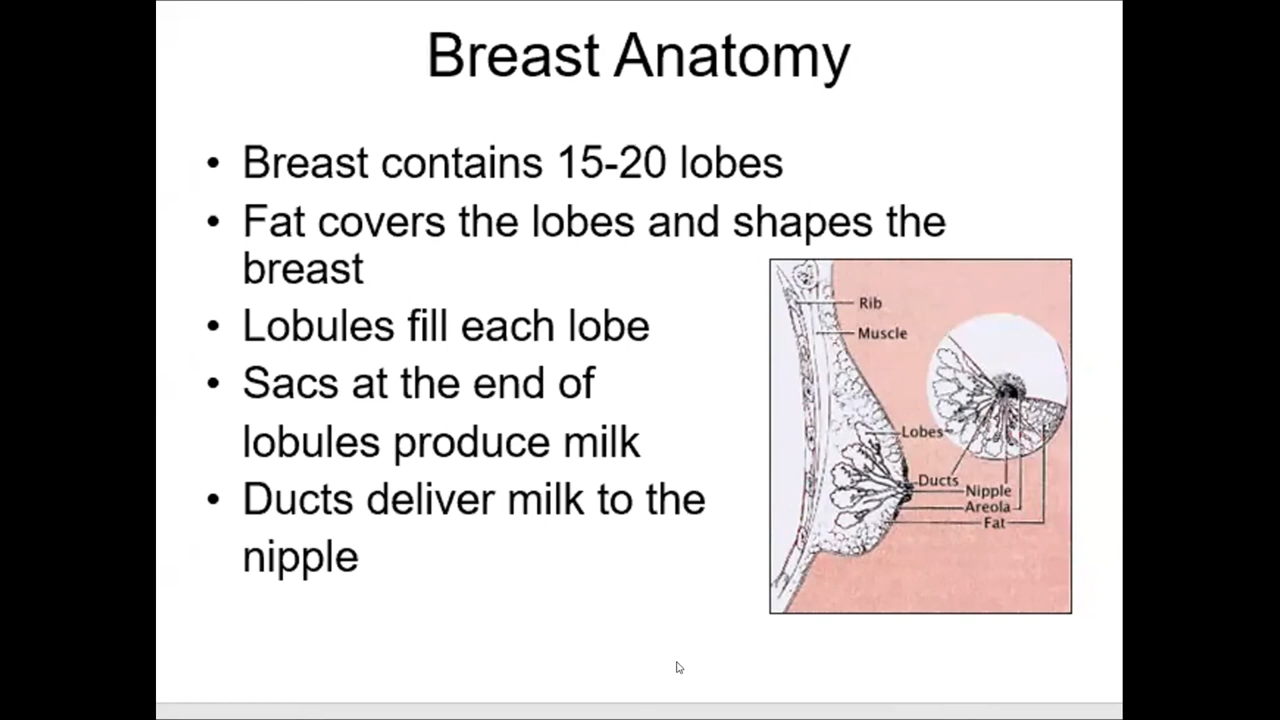 Breast Anatomy
• Breast contains 15-20 lobes
• Fat covers the lobes and shapes the
breast
• Lobules fill each lobe
• Sacs at the end of
lobules produce milk
• Ducts deliver milk to the
nipple
Rib
Muscle
Lobes
Ducts
Nipple
Areola
Fat